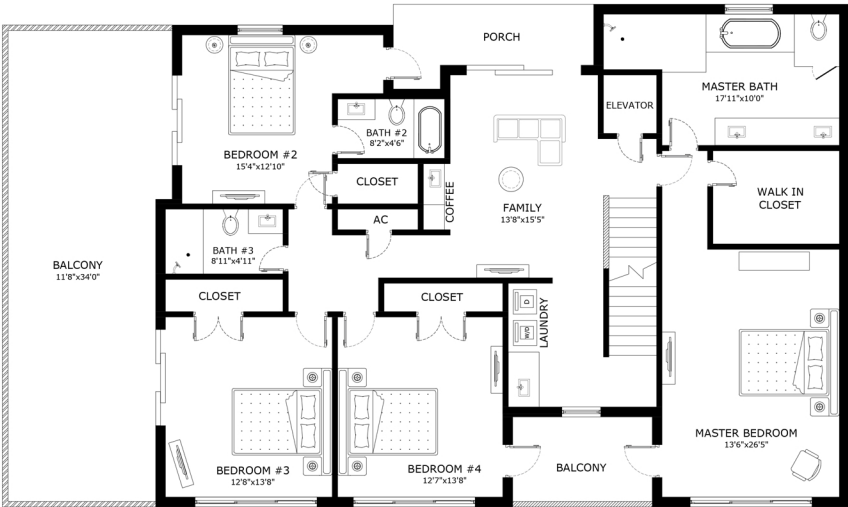 PORCH
MASTER BATH
17'11"x10'0"
ELEVATOR
BATH #2
8'2"x4'6"
BEDROOM #2
15'4"x12'10"
CLOSET
COFFEE
WALK IN
CLOSET
FAMILY
13'8"x15'5"
AC
BATH #3
8'11"x4'11"
BALCONY
11'8"x34'0"
CLOSET
CLOSET
D
W/D
LAUNDRY
MASTER BEDROOM
13'6"x26'5"
BEDROOM #3
12'8"x13'8"
BEDROOM #4
12'7"x13'8"
BALCONY